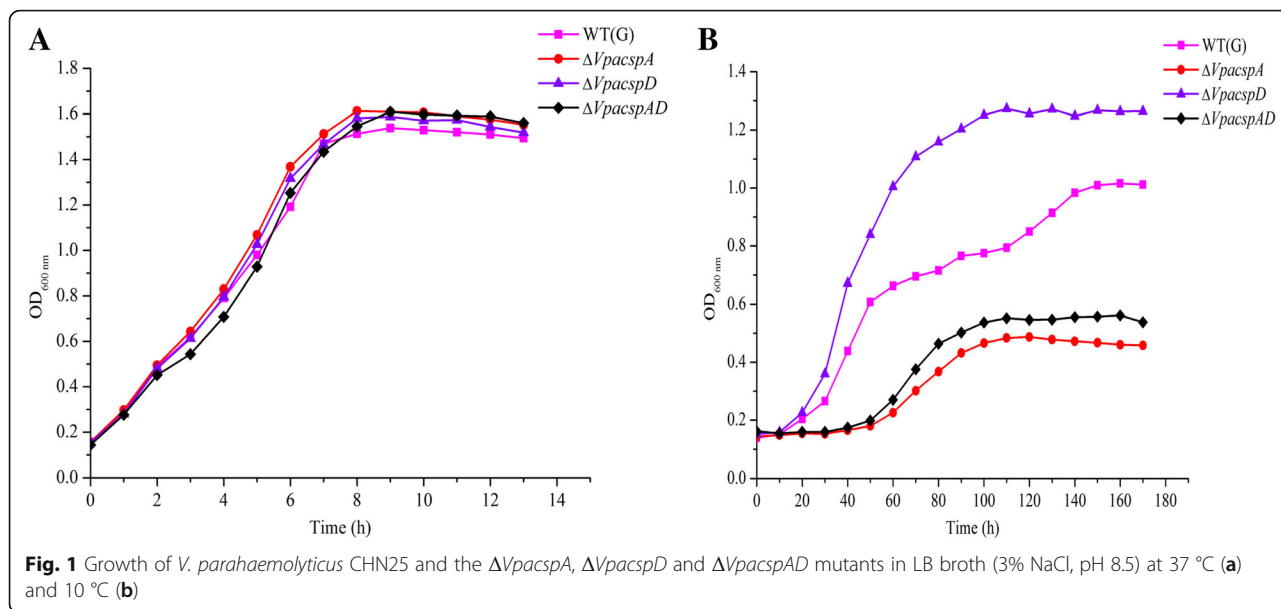 A
WT(G)
ΔVpacspA
ΔVpacspD
ΔVpacspAD
1.8
1.6
1.4
1.2
1.0
0.8
0.6
0.4
0.2
0.0
OD600 nm
0 2 4 6 8 10 12 14
Time (h)
B
WT(G)
ΔVpacspA
ΔVpacspD
ΔVpacspAD
1.4
1.2
1.0
0.8
0.6
0.4
0.2
0.0
OD600 nm
0 20 40 60 80 100 120 140 160 180
Time (h)
Fig. 1 Growth of V. parahaemolyticus CHN25 and the ΔVpacspA, ΔVpacspD and ΔVpacspAD mutants in LB broth (3% NaCl, pH 8.5) at 37 °C (a)
and 10 °C (b)